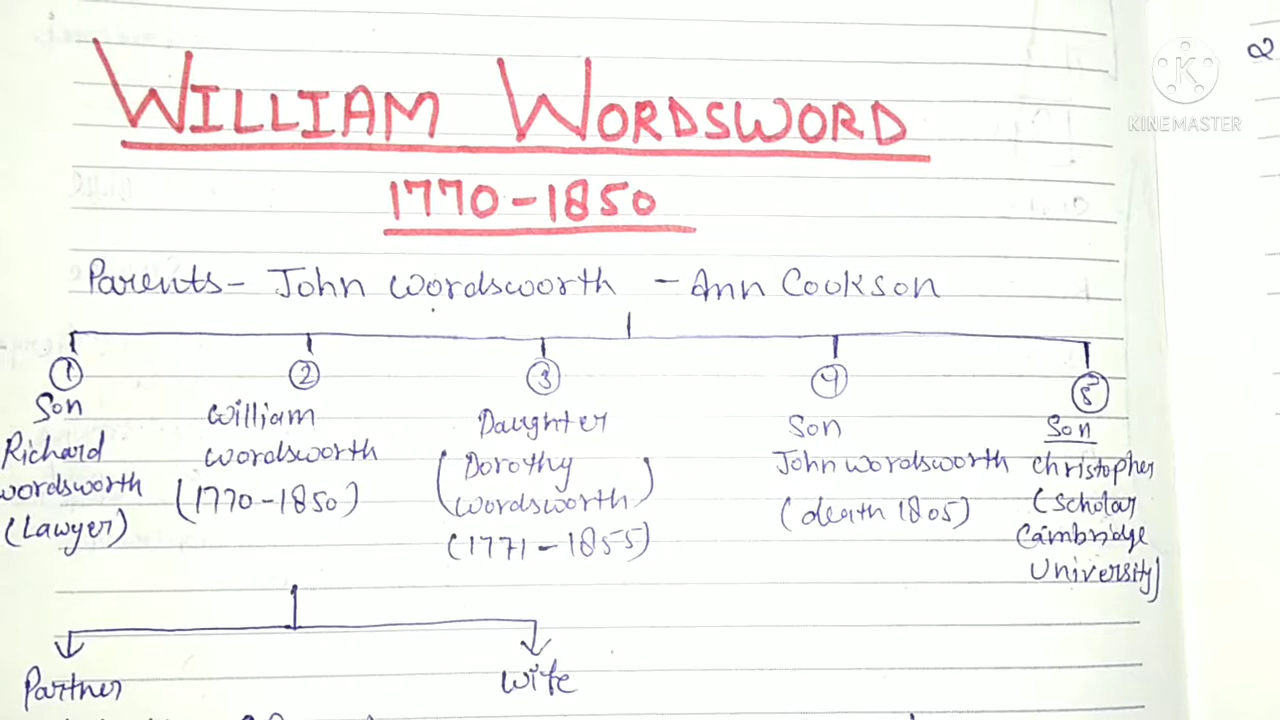 WILLIAM WORDSWORD
1770-1850
Parents- John wordsworth - Ann Cookson
① ② ③ ④ ⑤
Son
Richard
wordsworth
(Lawyer)
William
wordsworth
(1770-1850)
Daughter
(Dorothy
wordsworth)
(1771-1855)
Son
John wordsworth
(death 1805)
Son
christopher
(scholar
Cambridge
University)
Partner
Wife
KINEMASTER
K
2